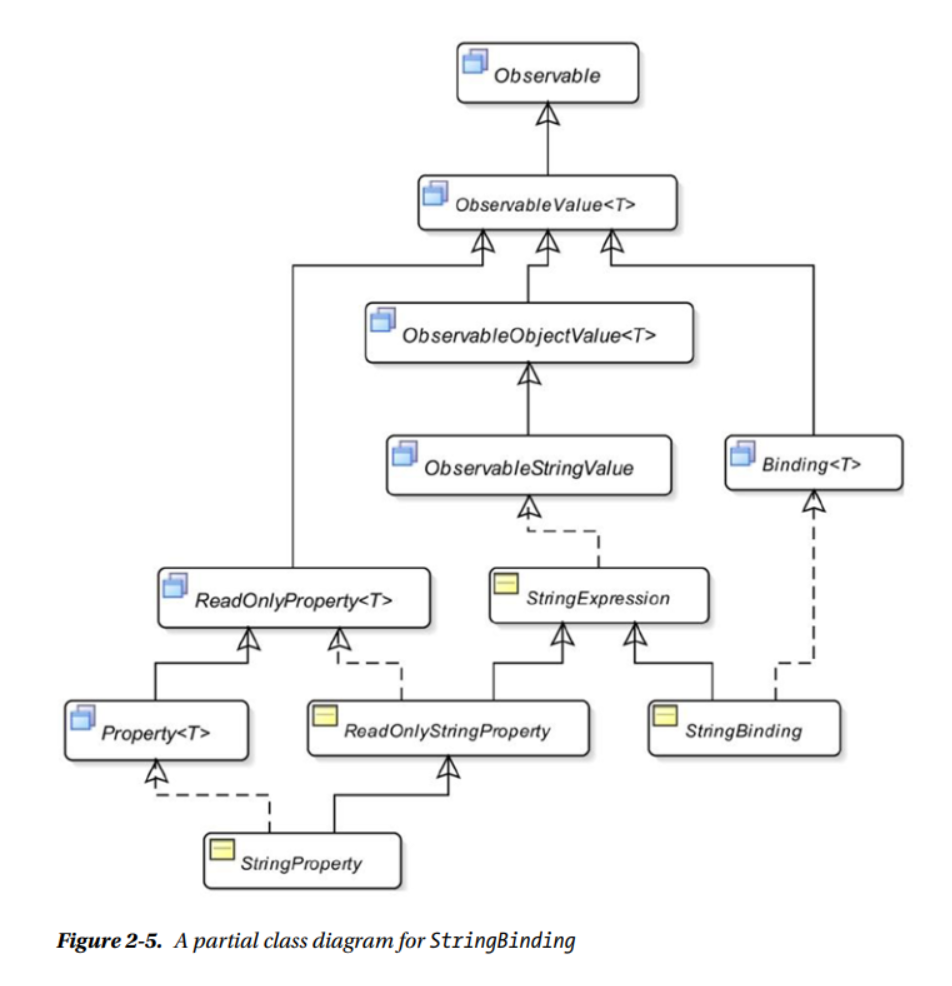 Observable
ObservableValue<T>
ObservableObjectValue<T>
ObservableStringValue
Binding<T>
ReadOnlyProperty<T>
StringExpression
Property<T>
ReadOnlyStringProperty
StringBinding
StringProperty
Figure 2-5. A partial class diagram for StringBinding